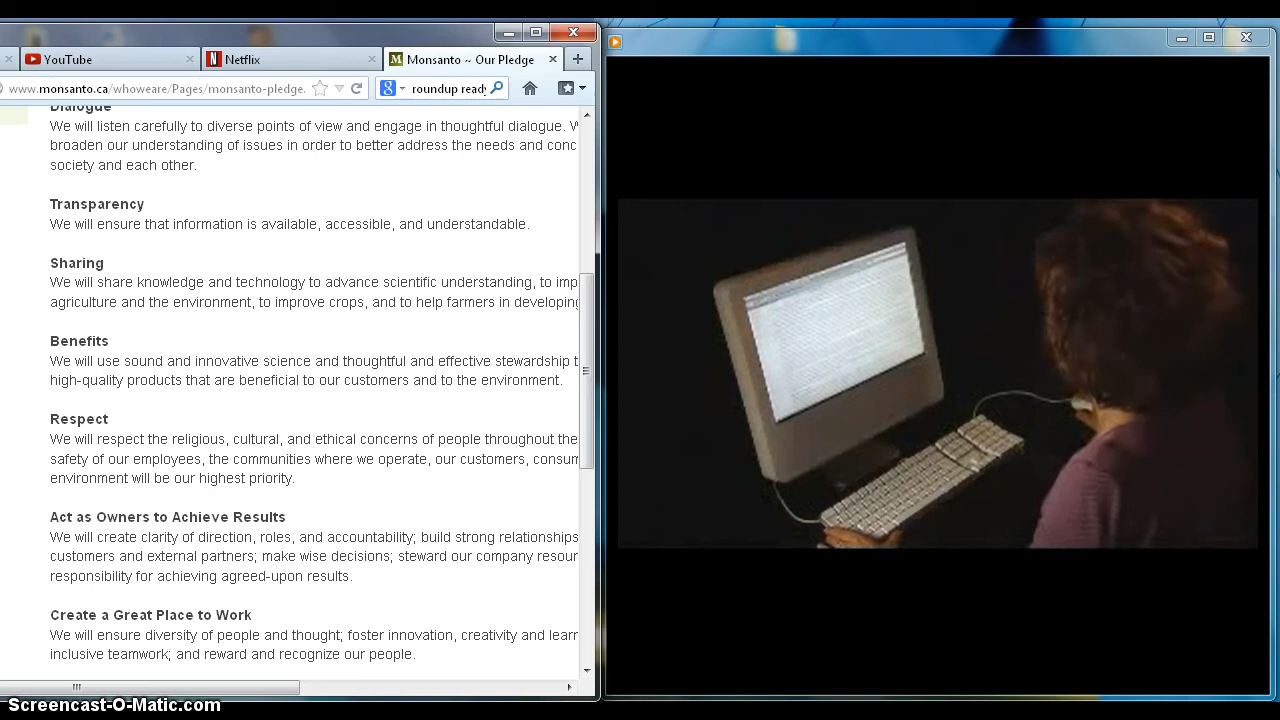 YouTube
Netflix
Monsanto ~ Our Pledge
www.monsanto.ca/whoweare/Pages/monsanto-pledge.
roundup ready
Dialogue
We will listen carefully to diverse points of view and engage in thoughtful dialogue.
broaden our understanding of issues in order to better address the needs and conc
society and each other.
Transparency
We will ensure that information is available, accessible, and understandable.
Sharing
We will share knowledge and technology to advance scientific understanding, to imp
agriculture and the environment, to improve crops, and to help farmers in developing
Benefits
We will use sound and innovative science and thoughtful and effective stewardship t
high-quality products that are beneficial to our customers and to the environment.
Respect
We will respect the religious, cultural, and ethical concerns of people throughout the
safety of our employees, the communities where we operate, our customers, consum
environment will be our highest priority.
Act as Owners to Achieve Results
We will create clarity of direction, roles, and accountability; build strong relationships
customers and external partners; make wise decisions; steward our company resour
responsibility for achieving agreed-upon results.
Create a Great Place to Work
We will ensure diversity of people and thought; foster innovation, creativity and learn
inclusive teamwork; and reward and recognize our people.
Screencast-O-Matic.com